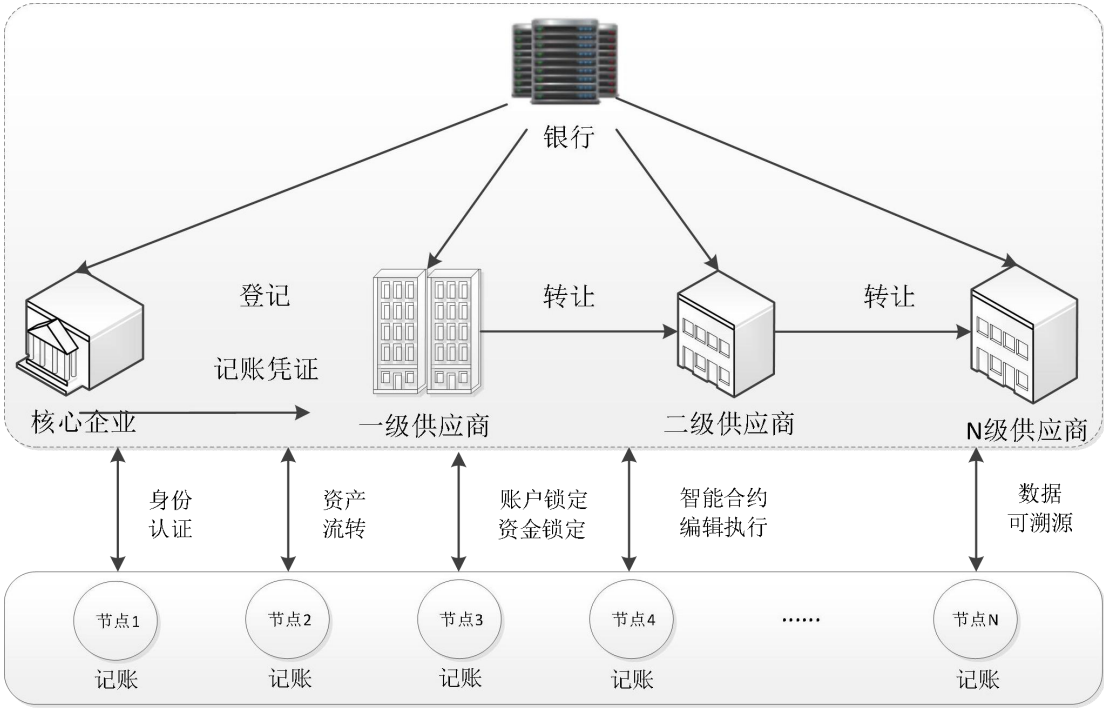 银行
登记
转让
转让
记账凭证
核心企业
一级供应商
二级供应商
N级供应商
身份
认证
资产
流转
账户锁定
资金锁定
智能合约
编辑执行
数据
可溯源
节点1
节点2
节点3
节点4
……
节点N
记账
记账
记账
记账
记账